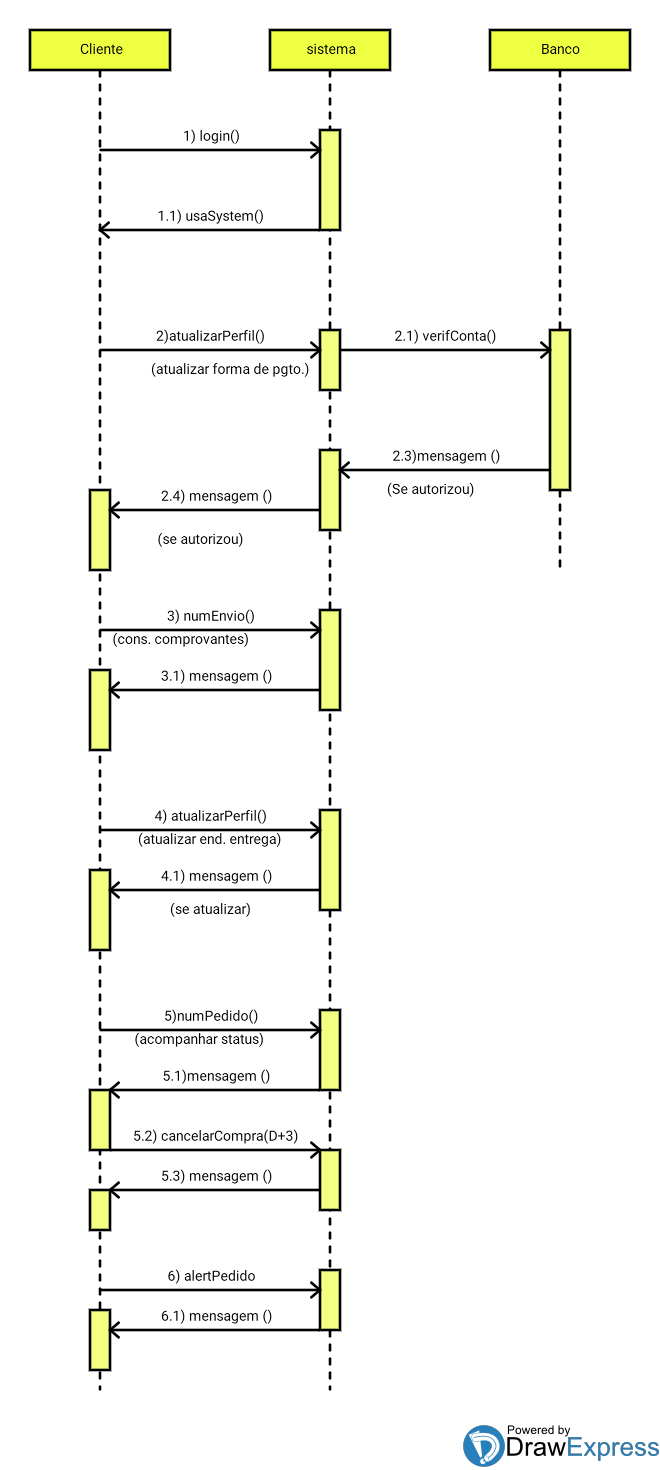 Cliente
sistema
Banco
1) login()
1.1) usaSystem()
2)atualizarPerfil()
2.1) verifConta()
(atualizar forma de pgto.)
2.3)mensagem ()
(Se autorizou)
2.4) mensagem ()
(se autorizou)
3) numEnvio()
(cons. comprovantes)
3.1) mensagem ()
4) atualizarPerfil()
(atualizar end. entrega)
4.1) mensagem ()
(se atualizar)
5)numPedido()
(acompanhar status)
5.1)mensagem ()
5.2) cancelarCompra(D+3)
5.3) mensagem ()
6) alertPedido
6.1) mensagem ()
Powered by
DrawExpress